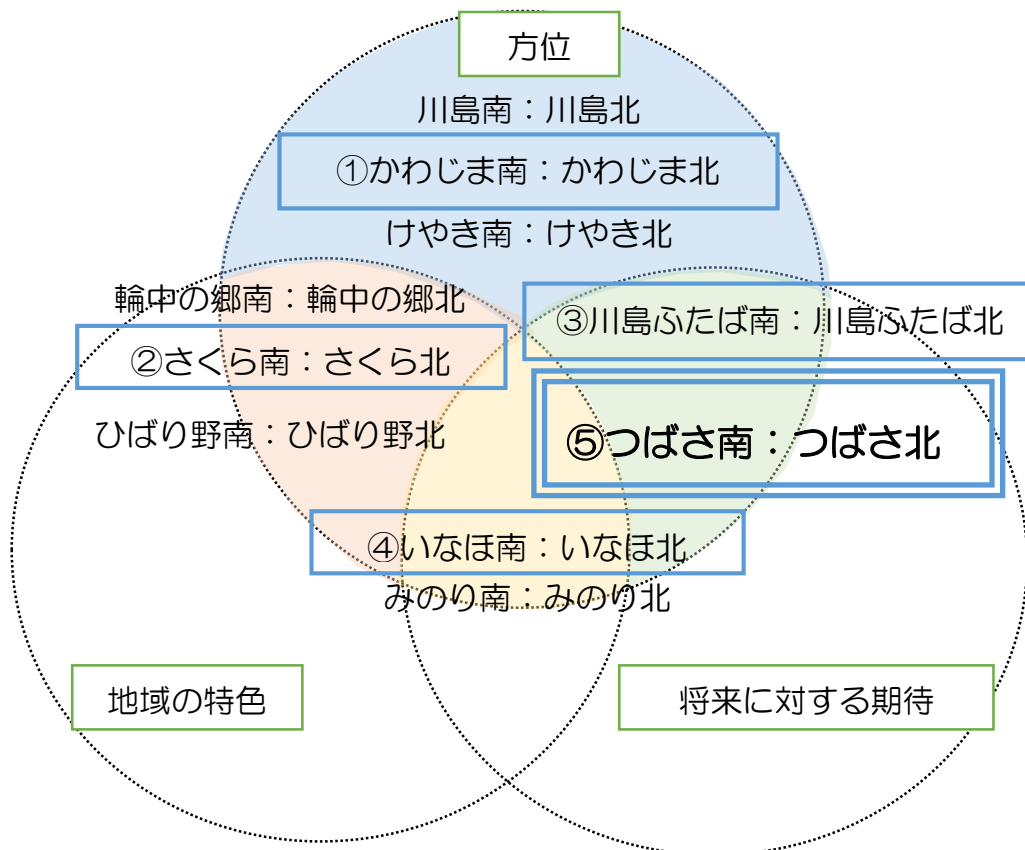 方位
川島南：川島北
①かわじま南：かわじま北
けやき南：けやき北
輪中の郷南：輪中の郷北
③川島ふたば南：川島ふたば北
②さくら南：さくら北
ひばり野南：ひばり野北
⑤つばさ南：つばさ北
④いなほ南：いなほ北
みのり南：みのり北
地域の特色
将来に対する期待